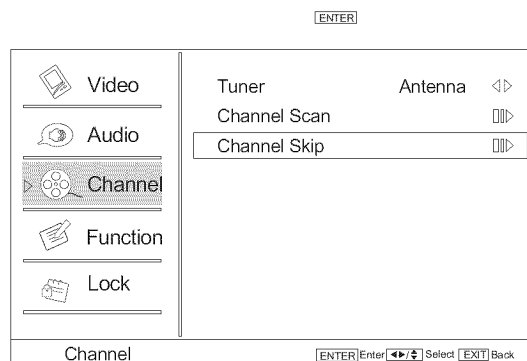 ENTER
Video
Audio
Channel
Function
Lock
Tuner Antenna
Channel Scan
Channel Skip
Channel
ENTER Enter Select EXIT Back